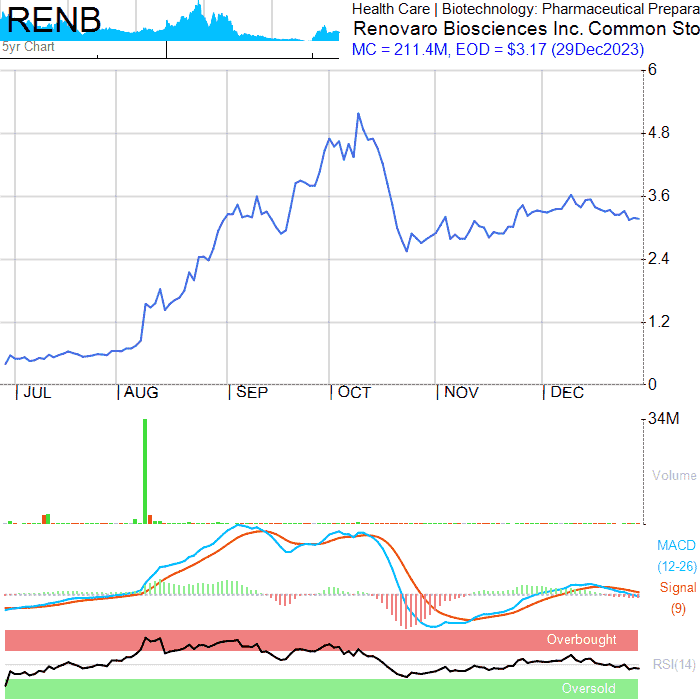 RENB
5yr Chart
Health Care | Biotechnology: Pharmaceutical Prepara
Renovaro Biosciences Inc. Common Sto
MC = 211.4M, EOD = $3.17 (29Dec2023)
6
4.8
3.6
2.4
1.2
0
JUL AUG SEP OCT NOV DEC
34M
Volume
MACD
(12-26)
Signal
(9)
Overbought
RSI(14)
Oversold